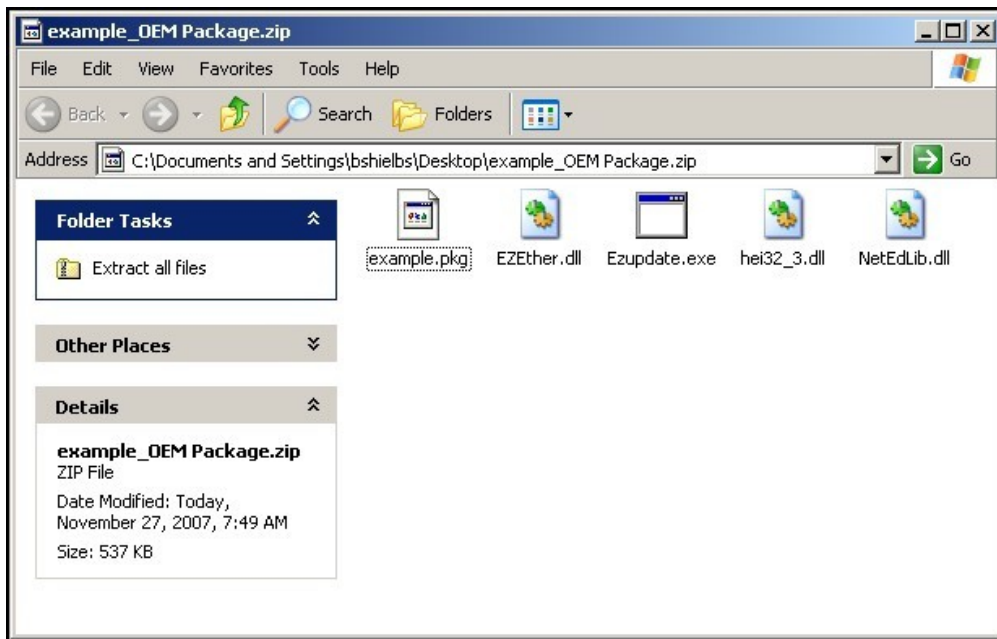 example_OEM Package.zip
File Edit View Favorites Tools Help
Back Search Folders
Address C:\Documents and Settings\bshielbs\Desktop\example_OEM Package.zip Go
Folder Tasks
Extract all files
Other Places
Details
example_OEM Package.zip
ZIP File
Date Modified: Today,
November 27, 2007, 7:49 AM
Size: 537 KB
example.pkg EZEther.dll Ezupdate.exe hei32_3.dll NetEdLib.dll